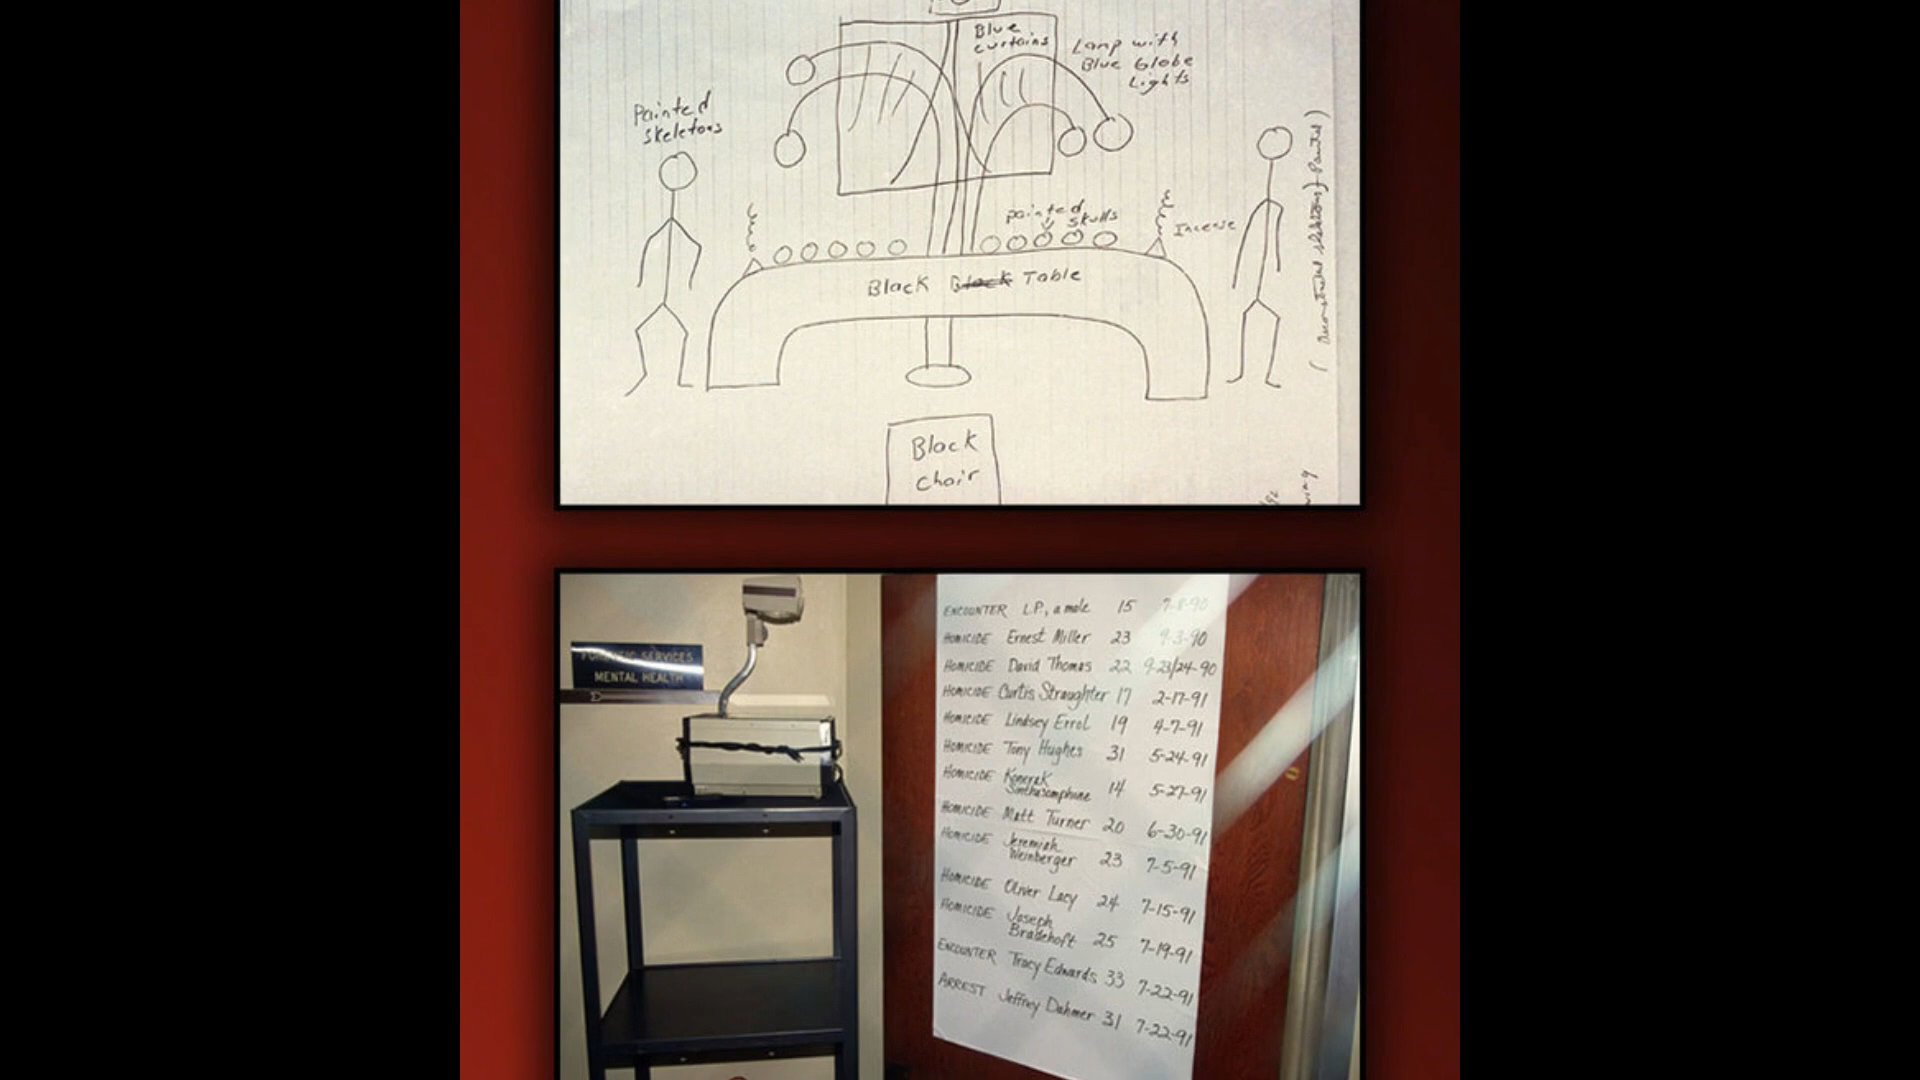 Blue
curtains
Lamp with
Blue Globe
Lights
Painted
Skeletons
painted
skulls
Incense
Black Table
Black
Chair
FORENSIC SERVICES
MENTAL HEALTH
ENCOUNTER L.P., a male 15 7-8-90
HOMICIDE Ernest Miller 23 9-3-90
HOMICIDE David Thomas 22 9-23/24-90
HOMICIDE Curtis Straughter 17 2-17-91
HOMICIDE Lindsey Errol 19 4-7-91
HOMICIDE Tony Hughes 31 5-24-91
HOMICIDE Konerak
Sinthasomphone 14 5-27-91
HOMICIDE Matt Turner 20 6-30-91
HOMICIDE Jeremiah
Weinberger 23 7-5-91
HOMICIDE Oliver Lacy 24 7-15-91
HOMICIDE Joseph
Bradehoft 25 7-19-91
ENCOUNTER Tracy Edwards 33 7-22-91
ARREST Jeffrey Dahmer 31 7-22-91